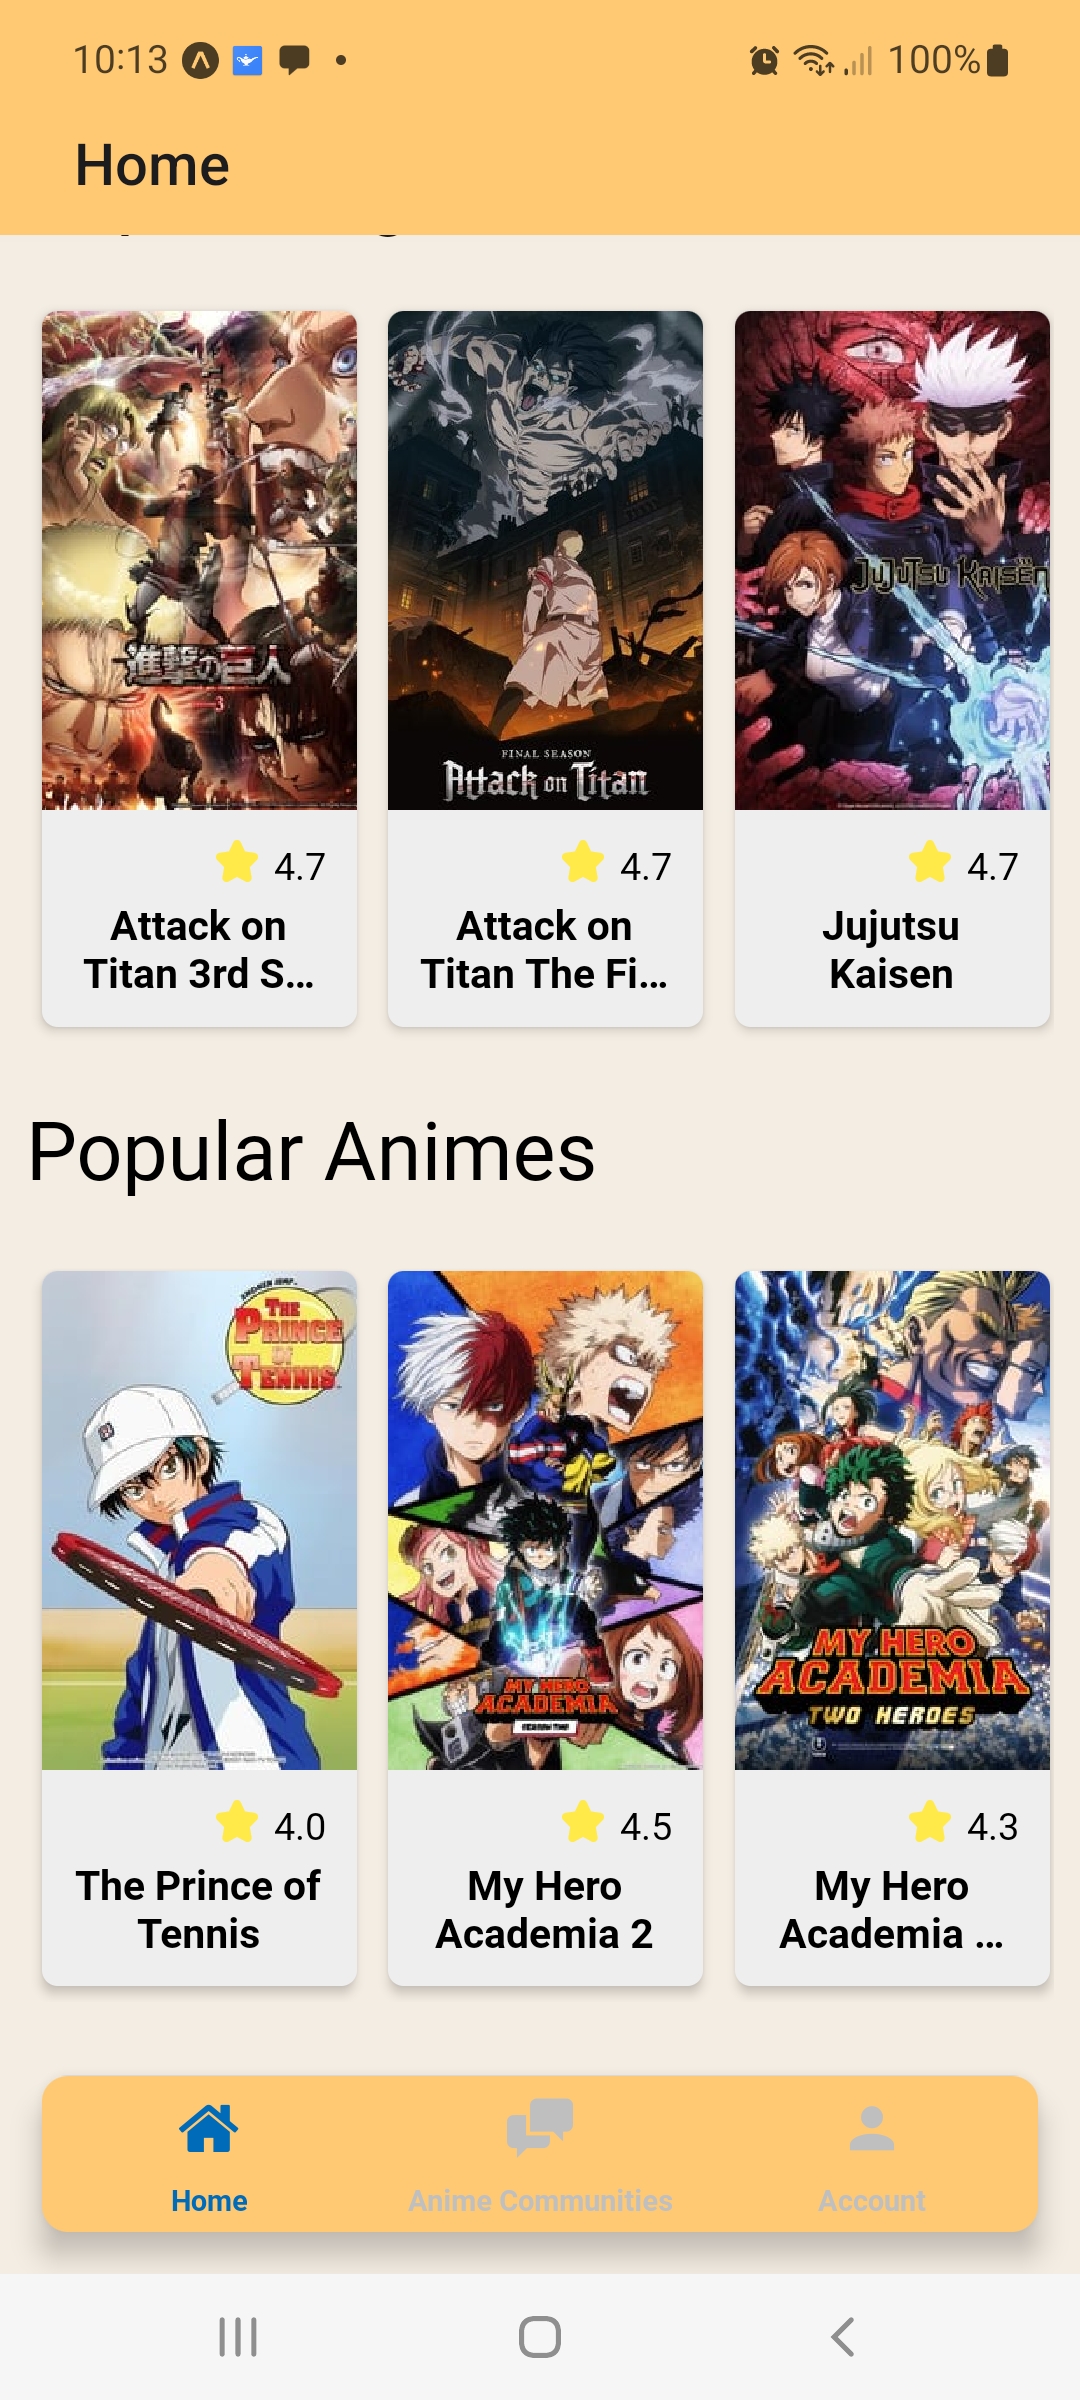 10:13
100%
Home
進撃の巨人
3
FINAL SEASON
Attack on Titan
JUJUTSU KAISEN
4.7
4.7
4.7
Attack on
Titan 3rd S...
Attack on
Titan The Fi...
Jujutsu
Kaisen
Popular Animes
THE
PRINCE
OF
TENNIS
MY HERO
ACADEMIA
MY HERO
ACADEMIA
TWO HEROES
4.0
4.5
4.3
The Prince of
Tennis
My Hero
Academia 2
My Hero
Academia ...
Home
Anime Communities
Account